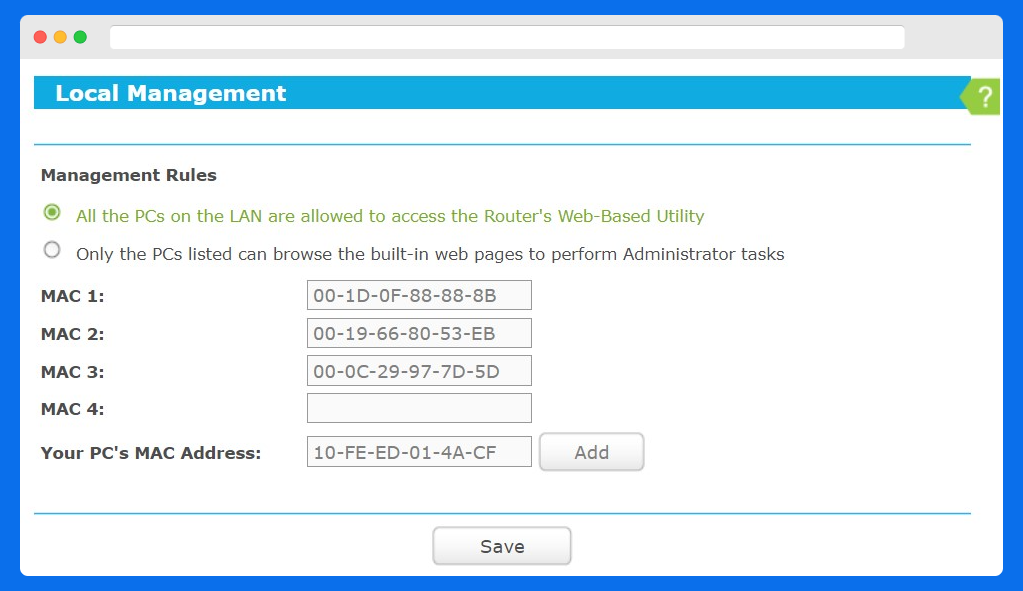 Local Management
?
Management Rules
All the PCs on the LAN are allowed to access the Router's Web-Based Utility
Only the PCs listed can browse the built-in web pages to perform Administrator tasks
MAC 1: 00-1D-0F-88-88-8B
MAC 2: 00-19-66-80-53-EB
MAC 3: 00-0C-29-97-7D-5D
MAC 4:
Your PC's MAC Address: 10-FE-ED-01-4A-CF Add
Save